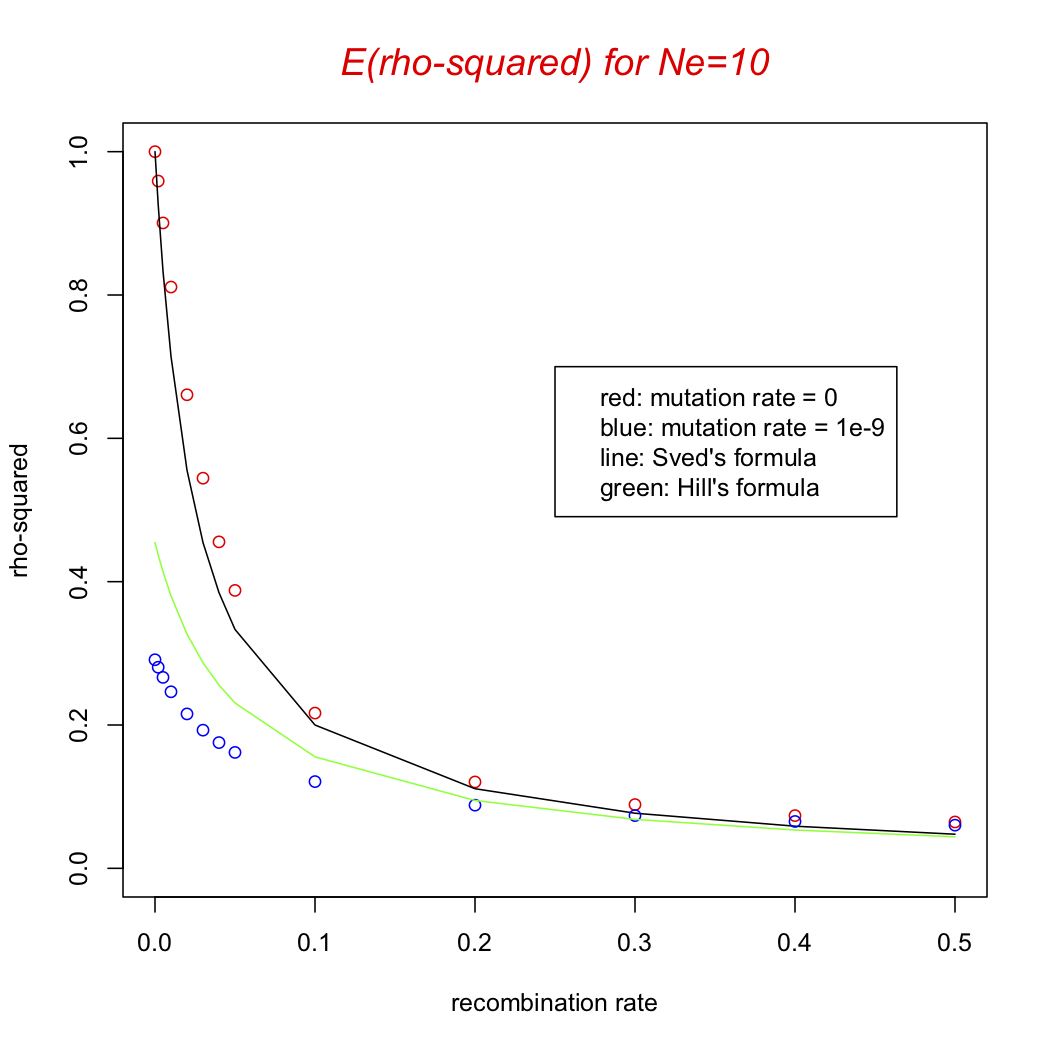 E(rho-squared) for Ne=10
rho-squared
1.0
0.8
0.6
0.4
0.2
0.0
red: mutation rate = 0
blue: mutation rate = 1e-9
line: Sved's formula
green: Hill's formula
0.0 0.1 0.2 0.3 0.4 0.5
recombination rate